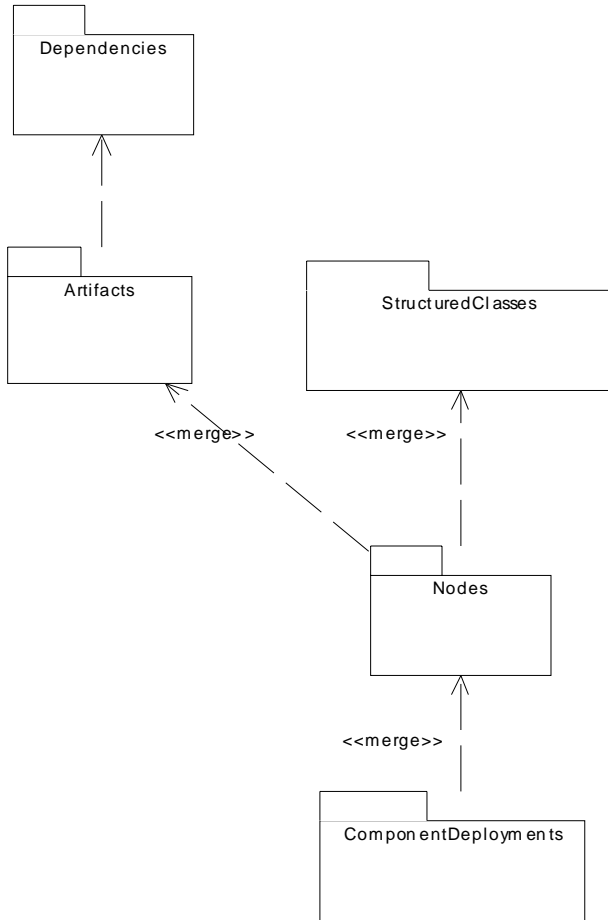 Dependencies
Artifacts
StructuredClasses
<<merge>>
<<merge>>
Nodes
<<merge>>
ComponentDeployments